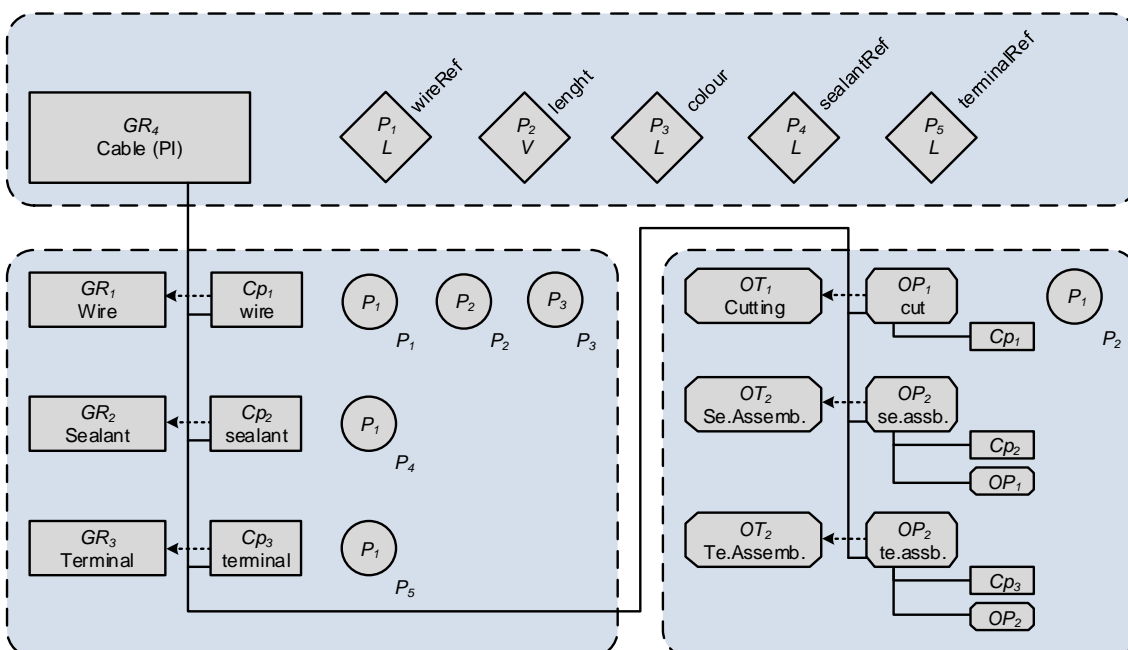 GR4
Cable (PI)
P1
L
wireRef
P2
V
lenght
P3
L
colour
P4
L
sealantRef
P5
L
terminalRef
GR1
Wire
Cp1
wire
P1
P1
P2
P2
P3
P3
GR2
Sealant
Cp2
sealant
P1
P4
GR3
Terminal
Cp3
terminal
P1
P5
OT1
Cutting
OP1
cut
P1
P2
Cp1
OT2
Se.Assemb.
OP2
se.assb.
Cp2
OP1
OT2
Te.Assemb.
OP2
te.assb.
Cp3
OP2